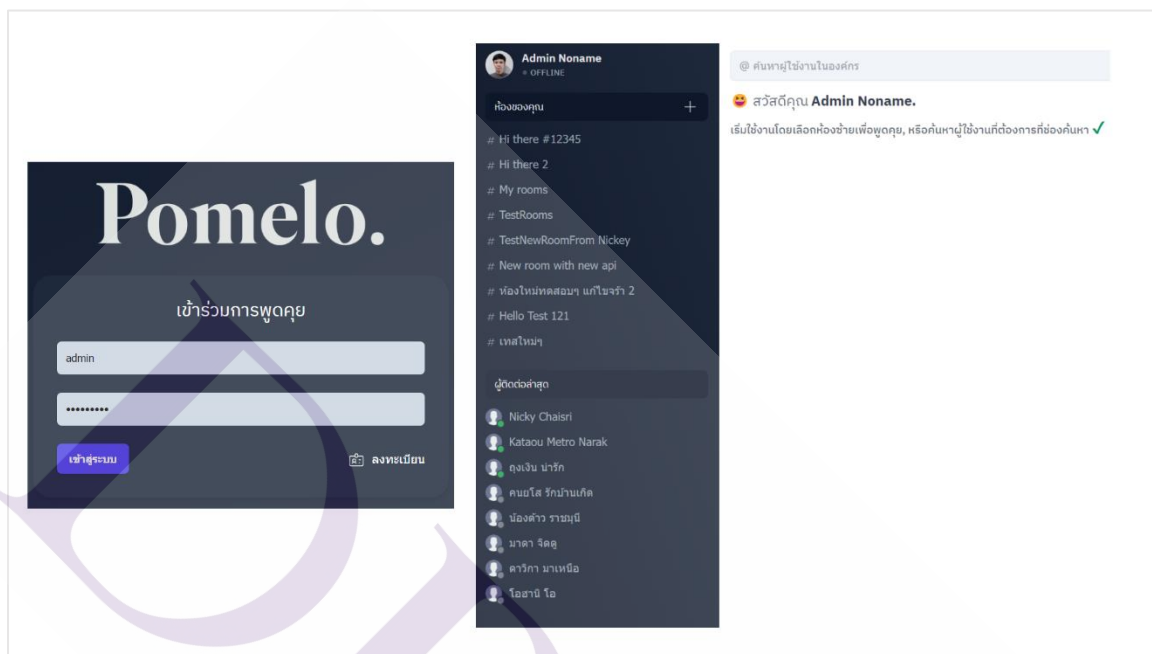 Pomelo.
เข้าร่วมการพูดคุย
admin
•••••••••
เข้าสู่ระบบ
ลงทะเบียน
Admin Noname
OFFLINE
ห้องของคุณ +
# Hi there #12345
# Hi there 2
# My rooms
# TestRooms
# TestNewRoomFrom Nickey
# New room with new api
# ห้องใหม่ทดสอบๆ แก้ไขจร้า 2
# Hello Test 121
# เทสใหม่ๆ
ผู้ติดต่อล่าสุด
Nicky Chaisri
Kataou Metro Narak
ถุงเงิน น่ารัก
คนยโส รักบ้านเกิด
น้องด้าว ราชมุนี
มาดา จิตดู
ดาวิกา มาเหนือ
โอฮานิ โอ
@ ค้นหาผู้ใช้งานในองค์กร
สวัสดีคุณ Admin Noname.
เริ่มใช้งานโดยเลือกห้องซ้ายเพื่อพูดคุย, หรือค้นหาผู้ใช้งานที่ต้องการที่ช่องค้นหา